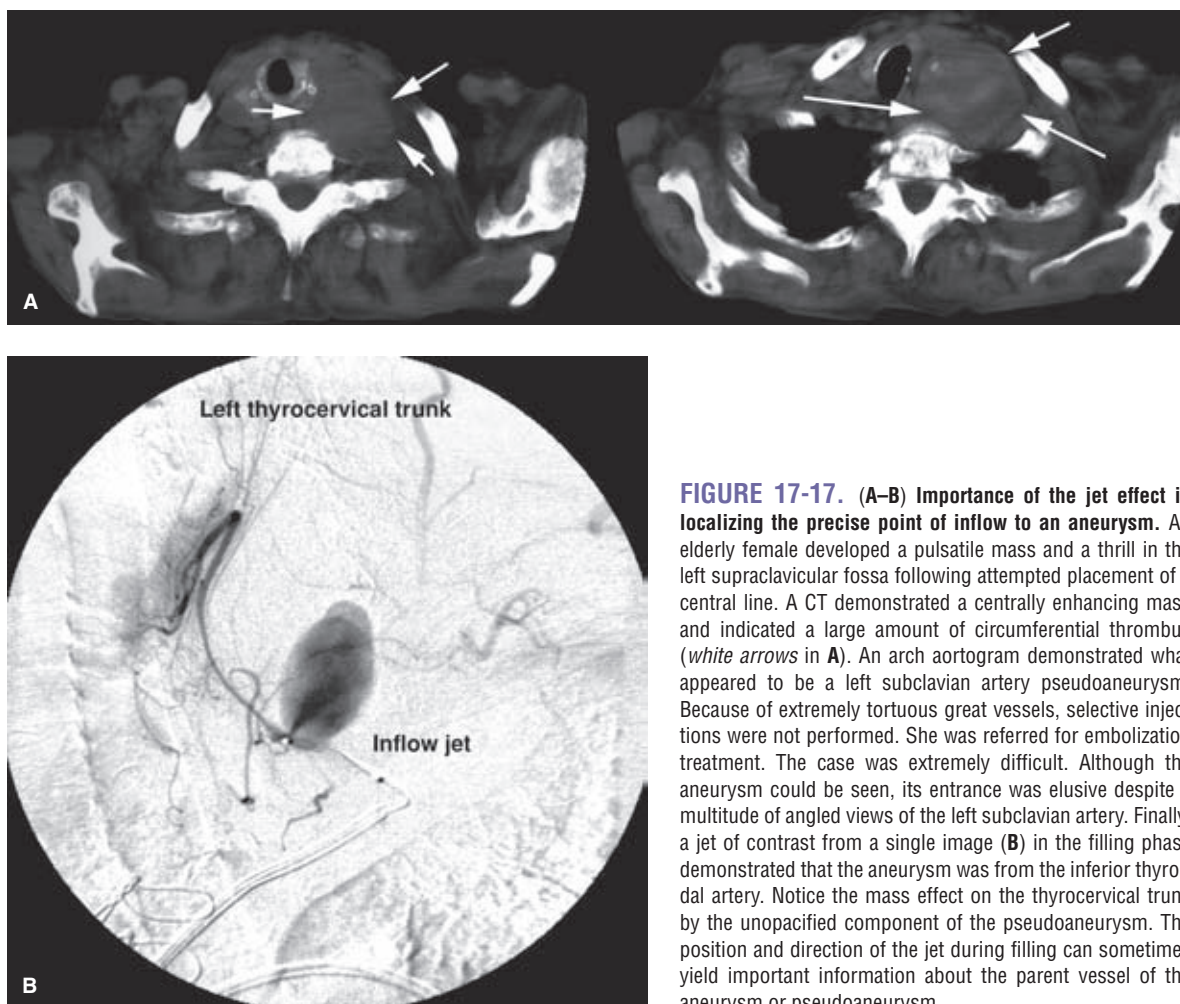 A
Left thyrocervical trunk
Inflow jet
B
FIGURE 17-17. (A–B) Importance of the jet effect i
localizing the precise point of inflow to an aneurysm. A
elderly female developed a pulsatile mass and a thrill in th
left supraclavicular fossa following attempted placement of
central line. A CT demonstrated a centrally enhancing mas
and indicated a large amount of circumferential thrombu
(white arrows in A). An arch aortogram demonstrated wha
appeared to be a left subclavian artery pseudoaneurysm
Because of extremely tortuous great vessels, selective injec
tions were not performed. She was referred for embolizatio
treatment. The case was extremely difficult. Although th
aneurysm could be seen, its entrance was elusive despite
multitude of angled views of the left subclavian artery. Finally
a jet of contrast from a single image (B) in the filling phas
demonstrated that the aneurysm was from the inferior thyro
dal artery. Notice the mass effect on the thyrocervical trun
by the unopacified component of the pseudoaneurysm. Th
position and direction of the jet during filling can sometime
yield important information about the parent vessel of th
aneurysm or pseudoaneurysm